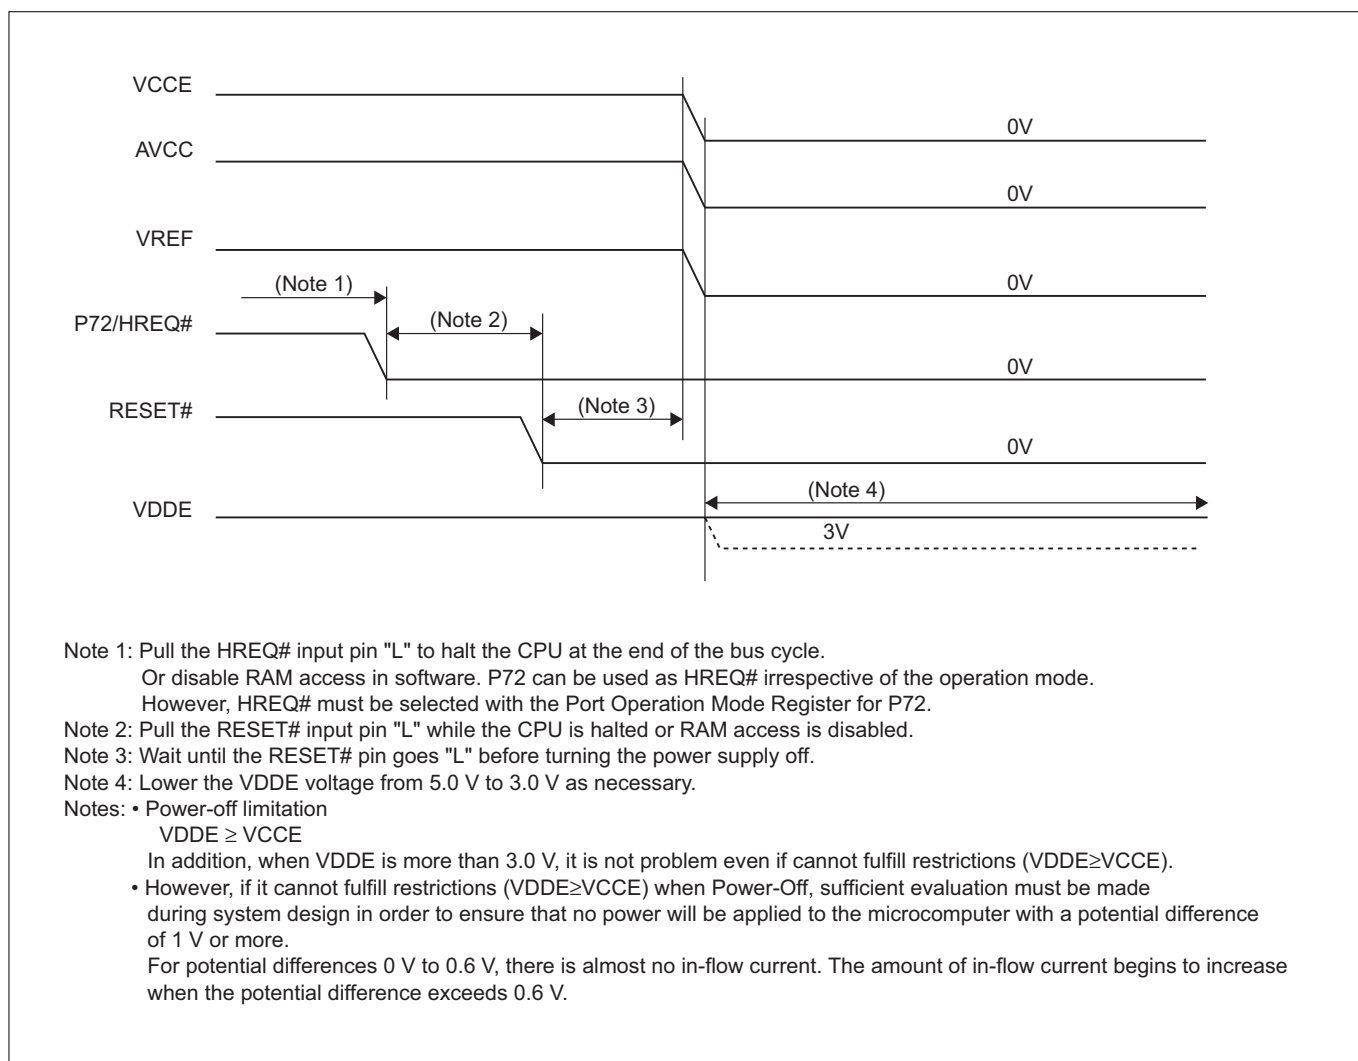 VCCE
0V
AVCC
0V
VREF
0V
(Note 1)
P72/HREQ#
(Note 2)
0V
RESET#
(Note 3)
0V
(Note 4)
VDDE
3V
Note 1: Pull the HREQ# input pin "L" to halt the CPU at the end of the bus cycle.
Or disable RAM access in software. P72 can be used as HREQ# irrespective of the operation mode.
However, HREQ# must be selected with the Port Operation Mode Register for P72.
Note 2: Pull the RESET# input pin "L" while the CPU is halted or RAM access is disabled.
Note 3: Wait until the RESET# pin goes "L" before turning the power supply off.
Note 4: Lower the VDDE voltage from 5.0 V to 3.0 V as necessary.
Notes: • Power-off limitation
VDDE ≥ VCCE
In addition, when VDDE is more than 3.0 V, it is not problem even if cannot fulfill restrictions (VDDE≥VCCE).
• However, if it cannot fulfill restrictions (VDDE≥VCCE) when Power-Off, sufficient evaluation must be made
during system design in order to ensure that no power will be applied to the microcomputer with a potential difference
of 1 V or more.
For potential differences 0 V to 0.6 V, there is almost no in-flow current. The amount of in-flow current begins to increase
when the potential difference exceeds 0.6 V.